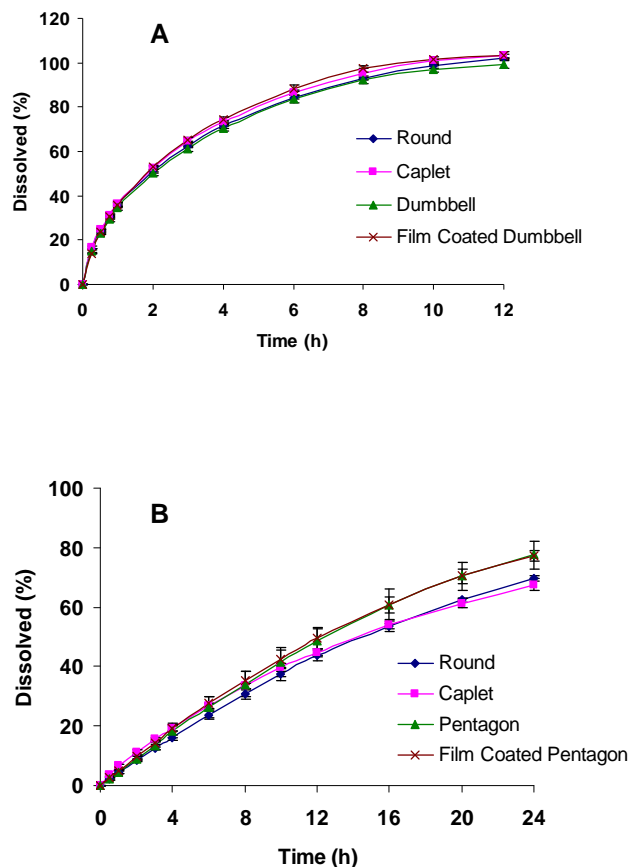 A
120
100
80
60
40
20
0
Dissolved (%)
Round
Caplet
Dumbbell
Film Coated Dumbbell
0 2 4 6 8 10 12
Time (h)
B
100
80
60
40
20
0
Dissolved (%)
Round
Caplet
Pentagon
Film Coated Pentagon
0 4 8 12 16 20 24
Time (h)